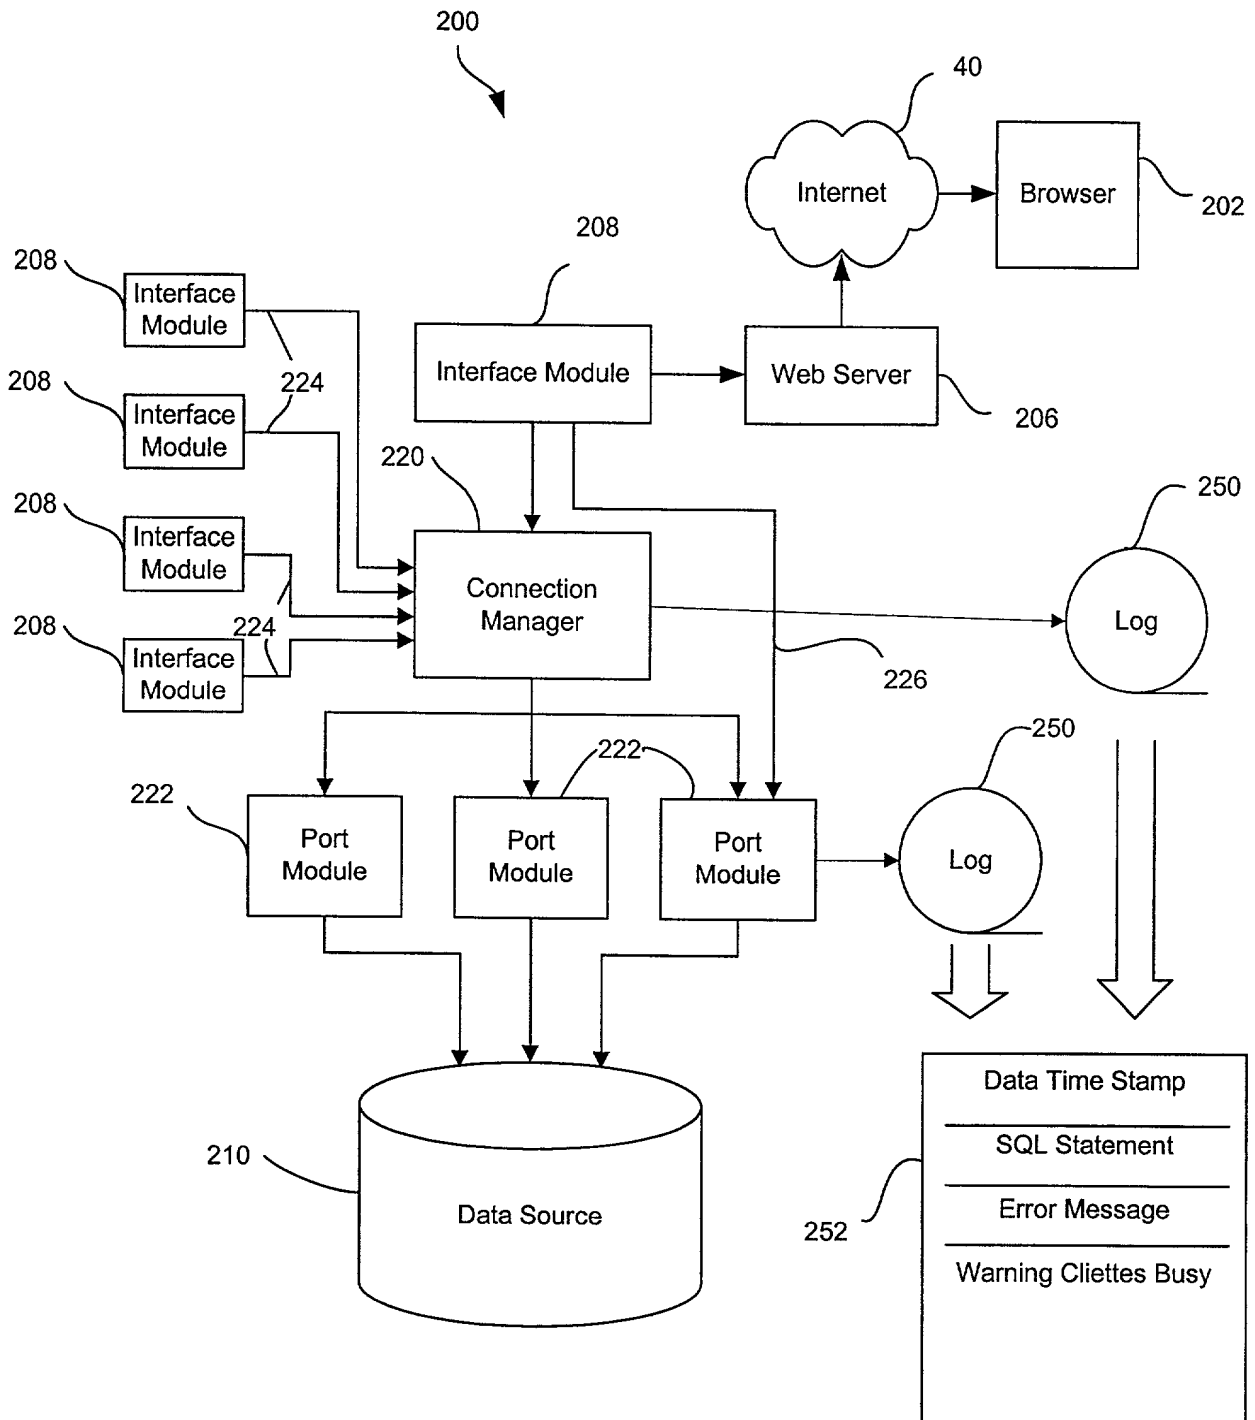 200
40
Internet
Browser
202
208
208
Interface
Module
224
Interface Module
Web Server
206
208
Interface
Module
220
208
Interface
Module
250
Connection
Manager
Log
208
224
Interface
Module
226
222
250
222
Port
Module
Port
Module
Port
Module
Log
Data Time Stamp
SQL Statement
Error Message
Warning Cliettes Busy
210
Data Source
252